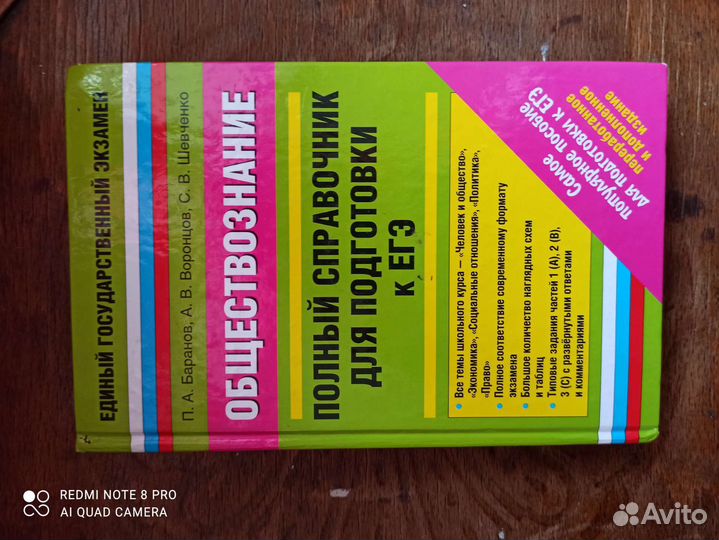 ЕДИНЫЙ ГОСУДАРСТВЕННЫЙ ЭКЗАМЕН
П. А. Баранов, А. В. Воронцов, С. В. Шевченко
ОБЩЕСТВОЗНАНИЕ
ПОЛНЫЙ СПРАВОЧНИК
ДЛЯ ПОДГОТОВКИ
К ЕГЭ
Самое
популярное пособие
для подготовки к ЕГЭ
переработанное
и дополненное
издание
• Все темы школьного курса – «Человек и общество»,
«Экономика», «Социальные отношения», «Политика»,
«Право»
• Полное соответствие современному формату
экзамена
• Большое количество наглядных схем
и таблиц
• Типовые задания частей 1 (А), 2 (В),
3 (С) с развёрнутыми ответами
и комментариями
REDMI NOTE 8 PRO
AI QUAD CAMERA
Avito